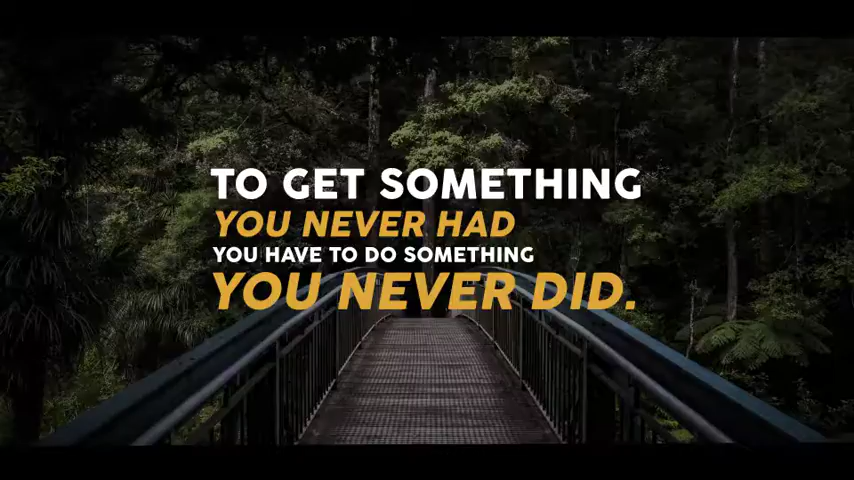 TO GET SOMETHING
YOU NEVER HAD
YOU HAVE TO DO SOMETHING
YOU NEVER DID.